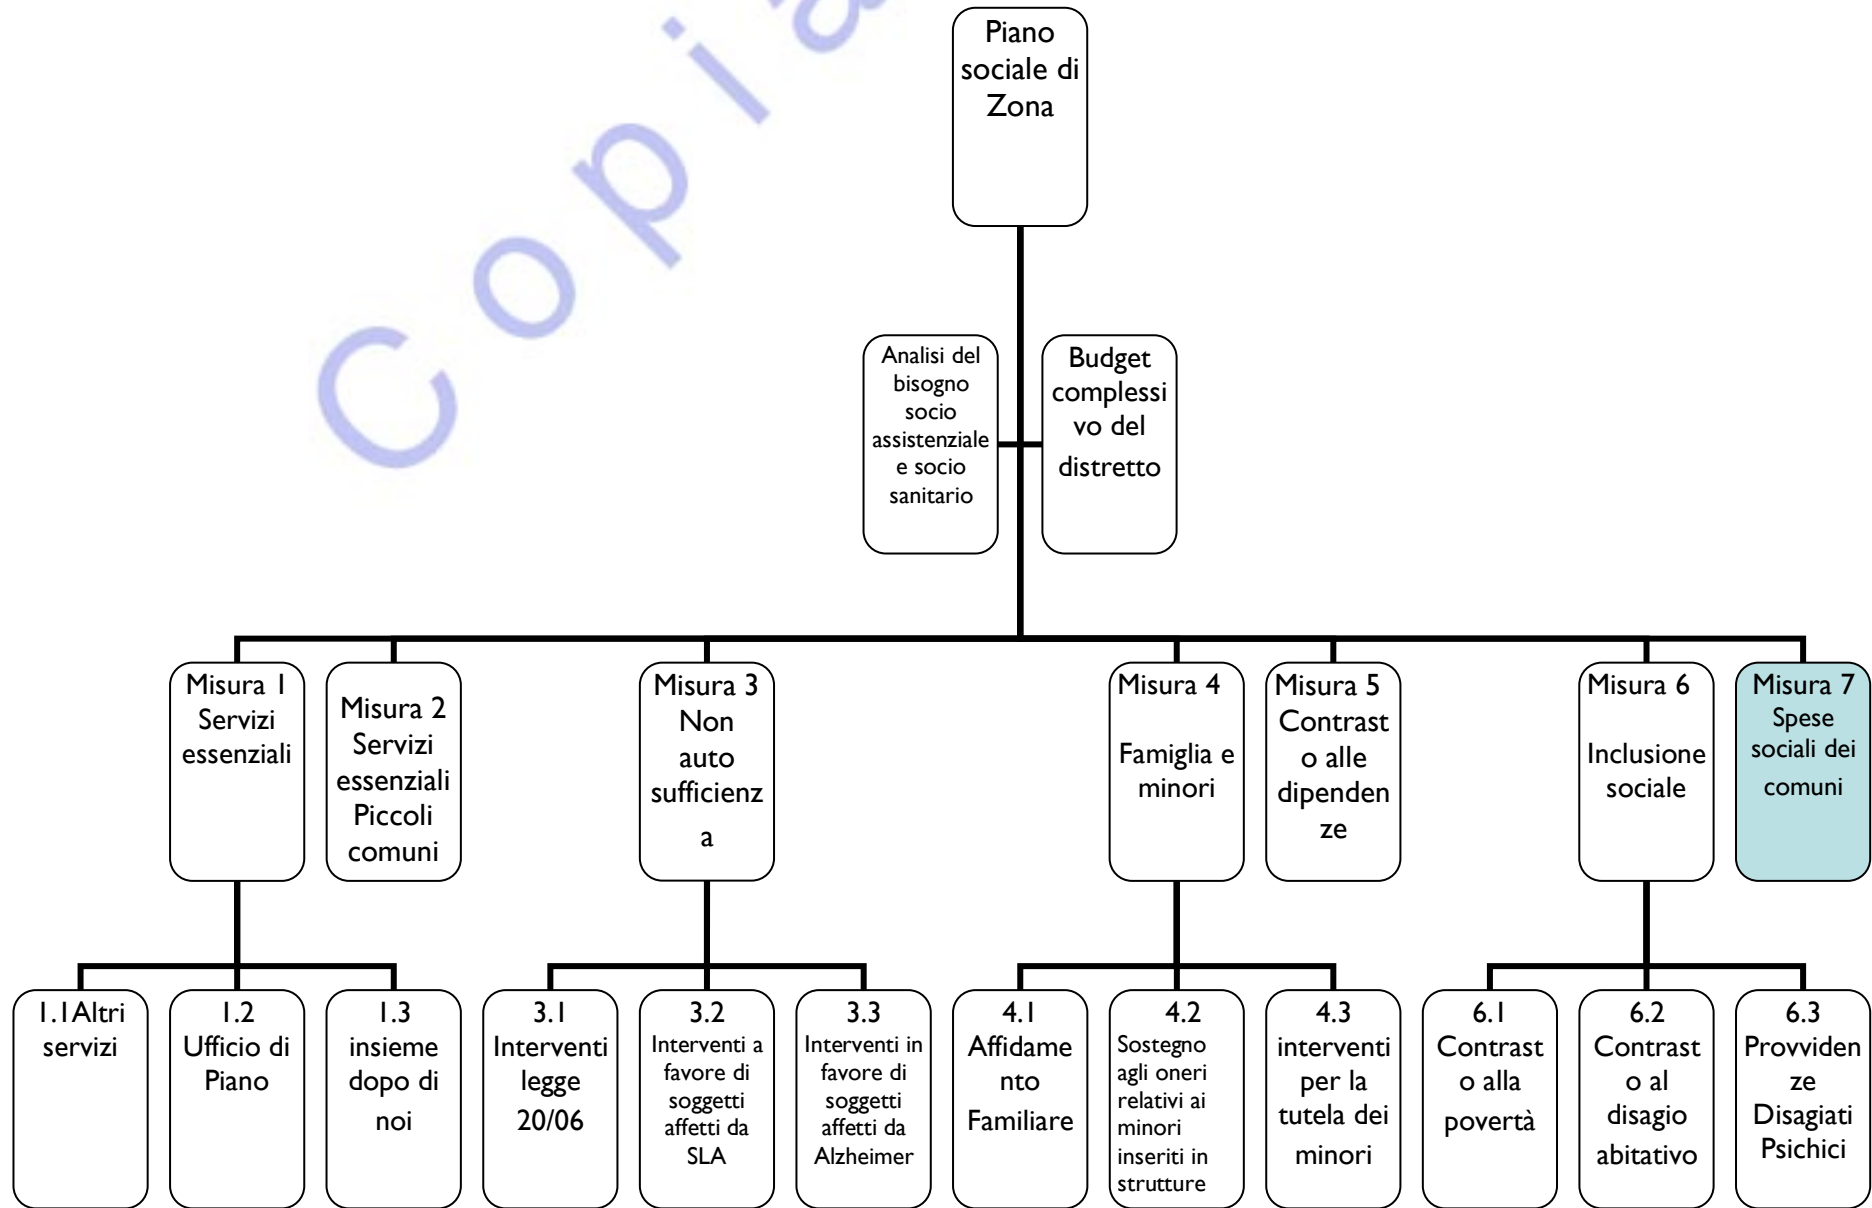 Copia
Piano
sociale di
Zona
Analisi del
bisogno
socio
assistenziale
e socio
sanitario
Budget
complessi
vo del
distretto
Misura 1
Servizi
essenziali
Misura 2
Servizi
essenziali
Piccoli
comuni
Misura 3
Non
auto
sufficienz
a
Misura 4
Famiglia e
minori
Misura 5
Contrast
o alle
dipenden
ze
Misura 6
Inclusione
sociale
Misura 7
Spese
sociali dei
comuni
1.1Altri
servizi
1.2
Ufficio di
Piano
1.3
insieme
dopo di
noi
3.1
Interventi
legge
20/06
3.2
Interventi a
favore di
soggetti
affetti da
SLA
3.3
Interventi in
favore di
soggetti
affetti da
Alzheimer
4.1
Affidame
nto
Familiare
4.2
Sostegno
agli oneri
relativi ai
minori
inseriti in
strutture
4.3
interventi
per la
tutela dei
minori
6.1
Contrast
o alla
povertà
6.2
Contrast
o al
disagio
abitativo
6.3
Provviden
ze
Disagiati
Psichici